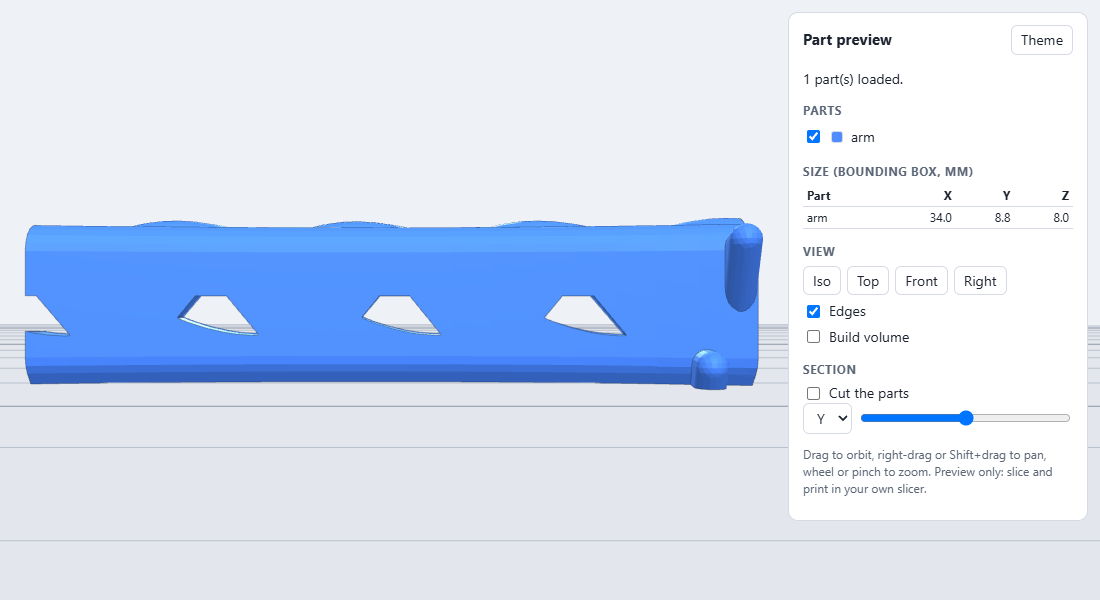 Part preview
Theme
1 part(s) loaded.
PARTS
arm
SIZE (BOUNDING BOX, MM)
Part X Y Z
arm 34.0 8.8 8.0
VIEW
Iso Top Front Right
Edges
Build volume
SECTION
Cut the parts
Y
Drag to orbit, right-drag or Shift+drag to pan,
wheel or pinch to zoom. Preview only: slice and
print in your own slicer.